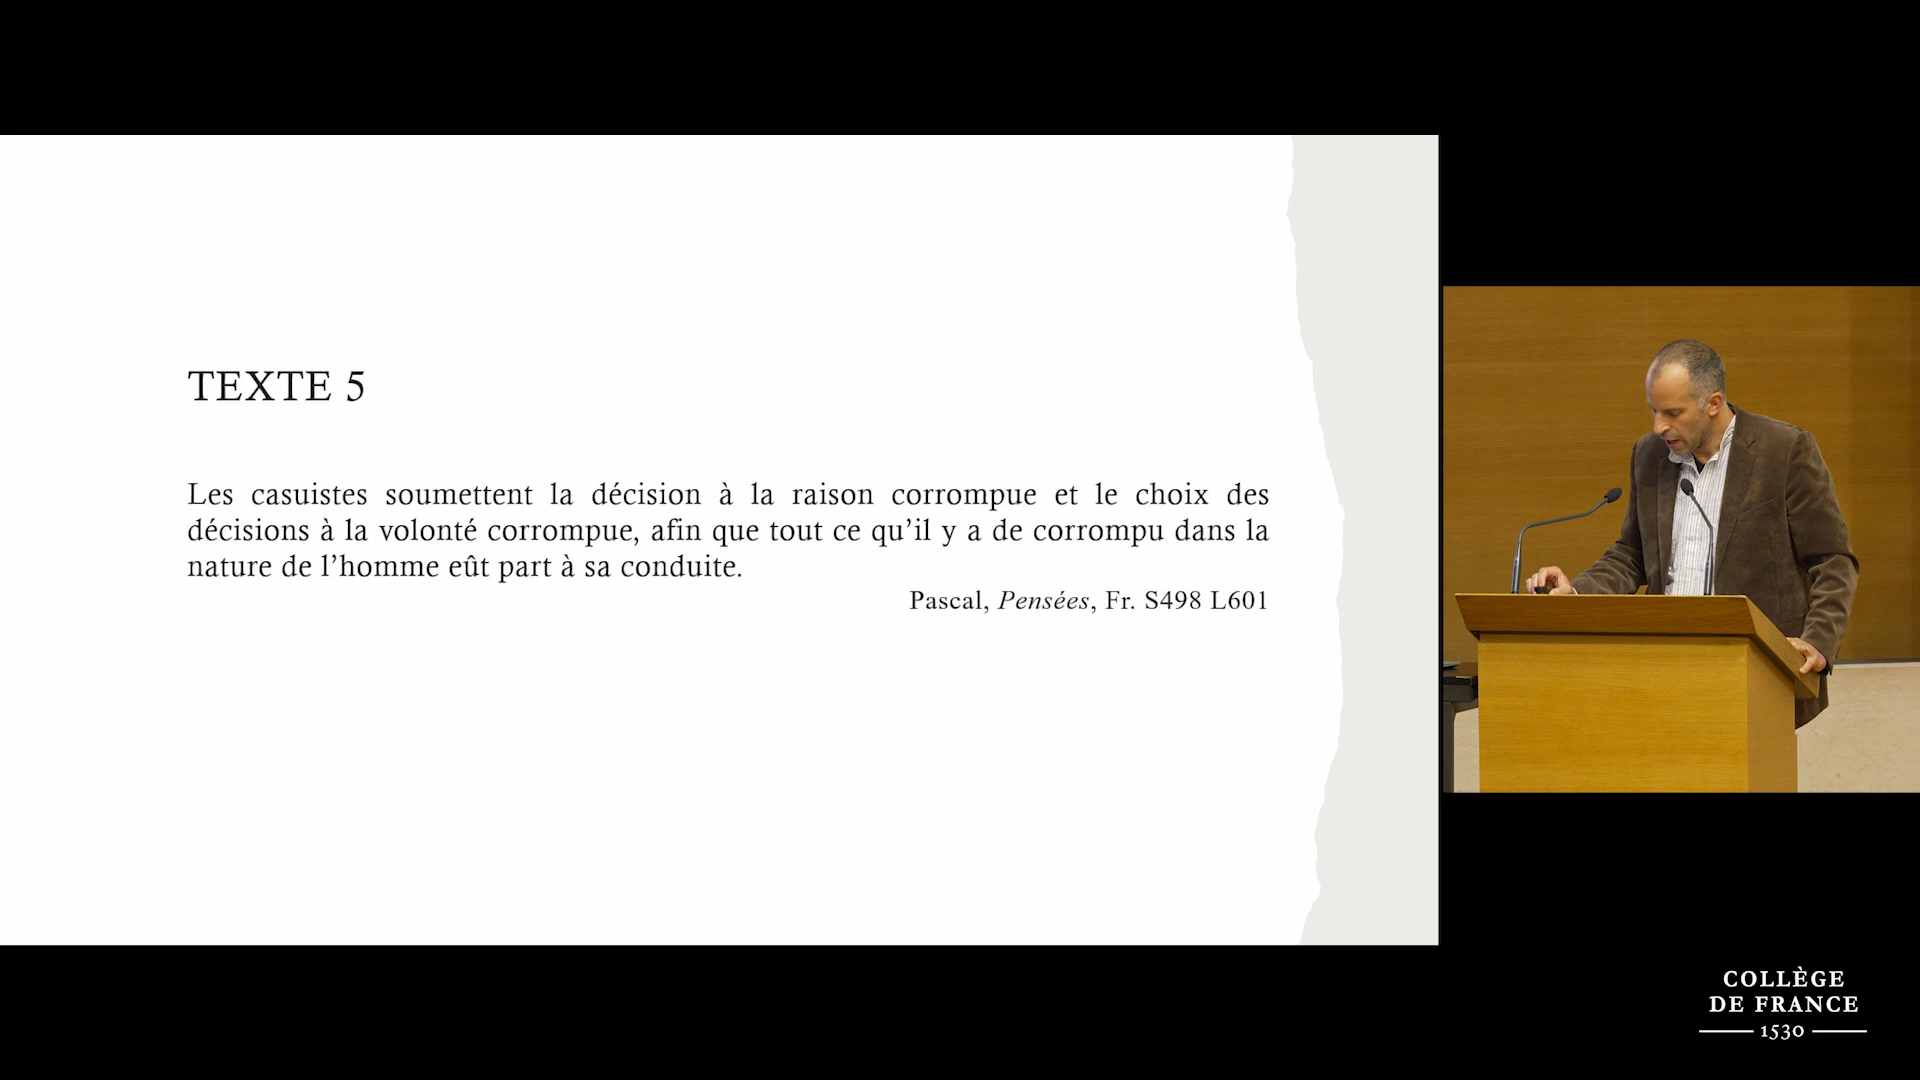 TEXTE 5
Les casuistes soumettent la décision à la raison corrompue et le choix des
décisions à la volonté corrompue, afin que tout ce qu’il y a de corrompu dans la
nature de l’homme eût part à sa conduite.
Pascal, Pensées, Fr. S498 L601
COLLÈGE
DE FRANCE
1530